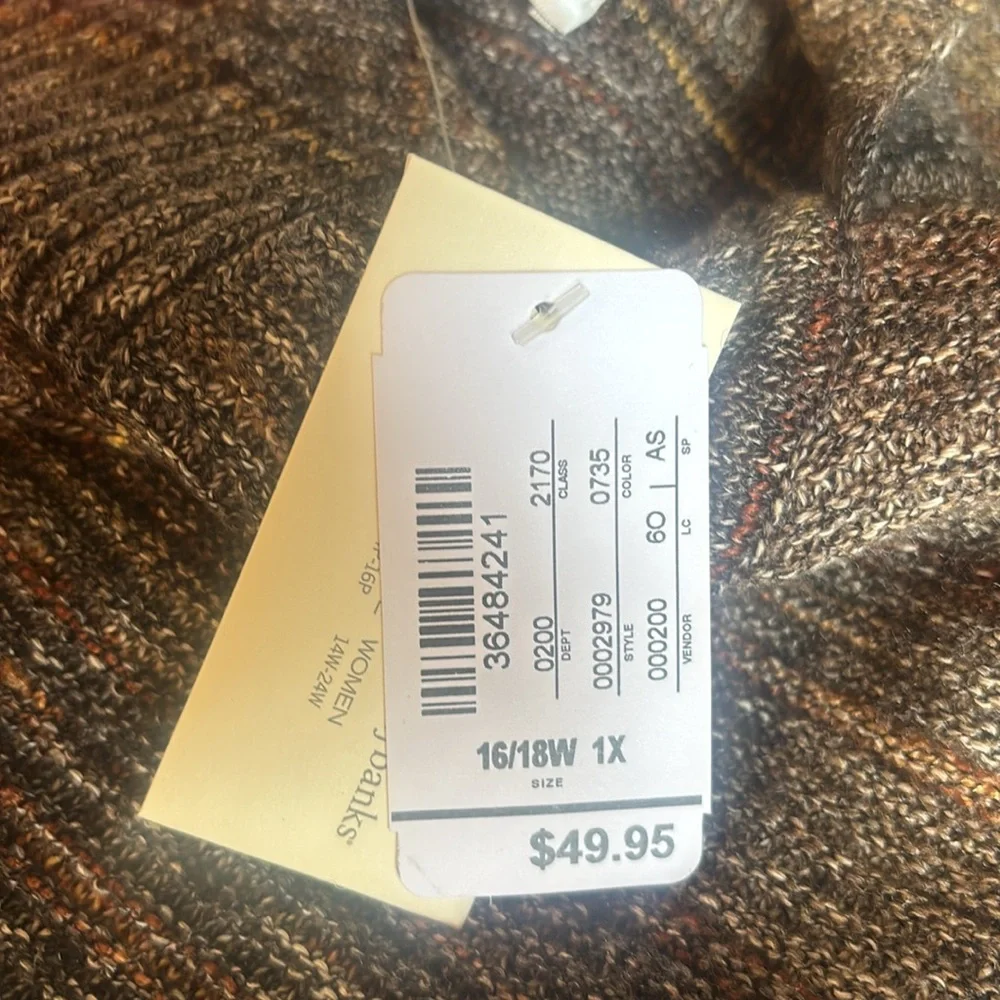 36484241
0200 2170
DEPT CLASS
0002979 0735
STYLE COLOR
000200 60 | AS
VENDOR LC SP
16/18W 1X
SIZE
$49.95
WOMEN
14W-24W